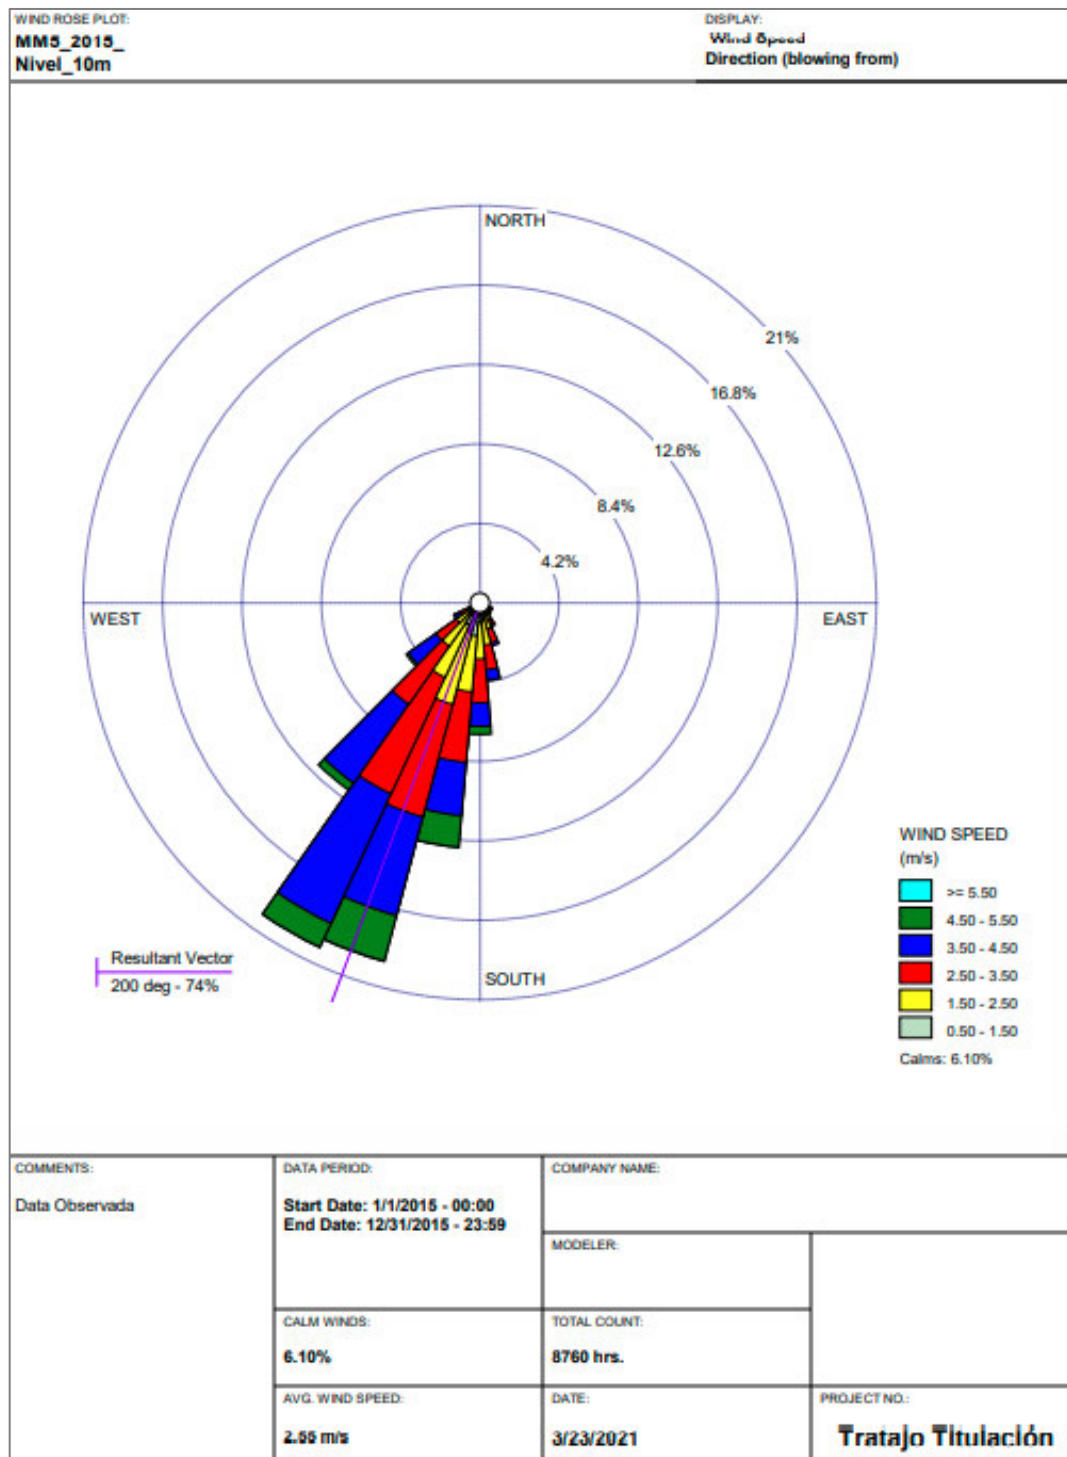 WIND ROSE PLOT:
MM5_2015_
Nivel_10m
DISPLAY:
Wind Speed
Direction (blowing from)
NORTH
21%
16.8%
12.6%
8.4%
4.2%
WEST
EAST
WIND SPEED
(m/s)
>= 5.50
4.50 - 5.50
3.50 - 4.50
2.50 - 3.50
1.50 - 2.50
0.50 - 1.50
Calms: 6.10%
Resultant Vector
200 deg - 74%
SOUTH
COMMENTS:
Data Observada
DATA PERIOD:
Start Date: 1/1/2015 - 00:00
End Date: 12/31/2015 - 23:59
COMPANY NAME:
MODELER:
CALM WINDS:
6.10%
TOTAL COUNT:
8760 hrs.
AVG. WIND SPEED:
2.55 m/s
DATE:
3/23/2021
PROJECT NO.:
Tratajo Titulación